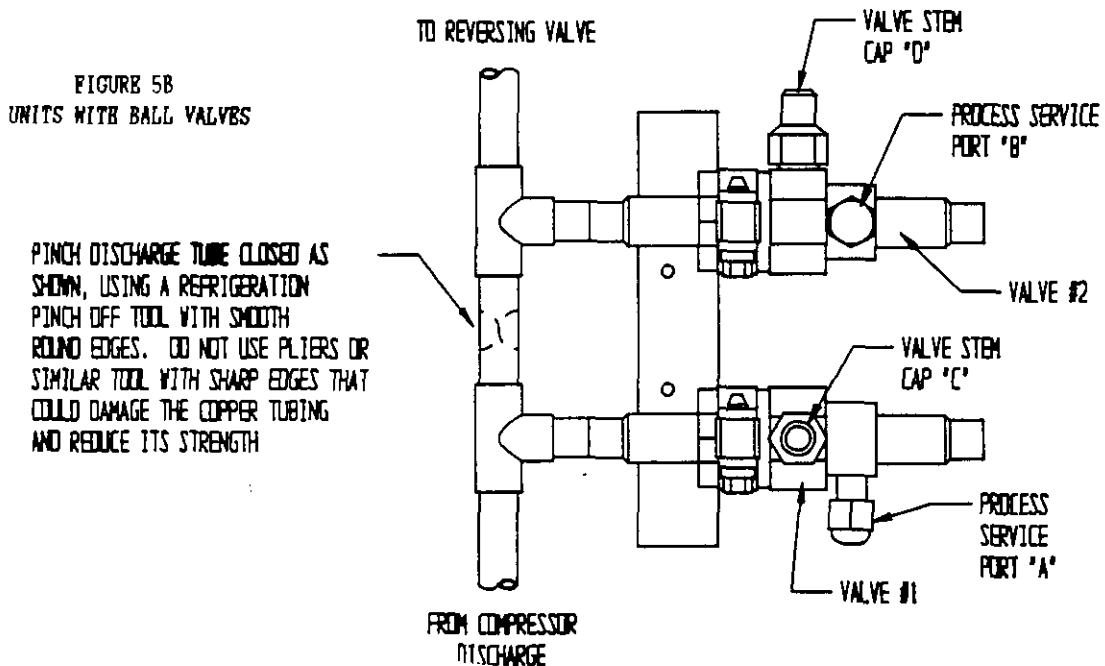 TO REVERSING VALVE
VALVE STEM
CAP "D"
FIGURE 5B
UNITS WITH BALL VALVES
PROCESS SERVICE
PORT "B"
PINCH DISCHARGE TUBE CLOSED AS
SHOWN, USING A REFRIGERATION
PINCH OFF TOOL WITH SMOOTH
ROUND EDGES. DO NOT USE PLIERS OR
SIMILAR TOOL WITH SHARP EDGES THAT
COULD DAMAGE THE COPPER TUBING
AND REDUCE ITS STRENGTH
VALVE #2
VALVE STEM
CAP "C"
PROCESS
SERVICE
PORT "A"
VALVE #1
FROM COMPRESSOR
DISCHARGE